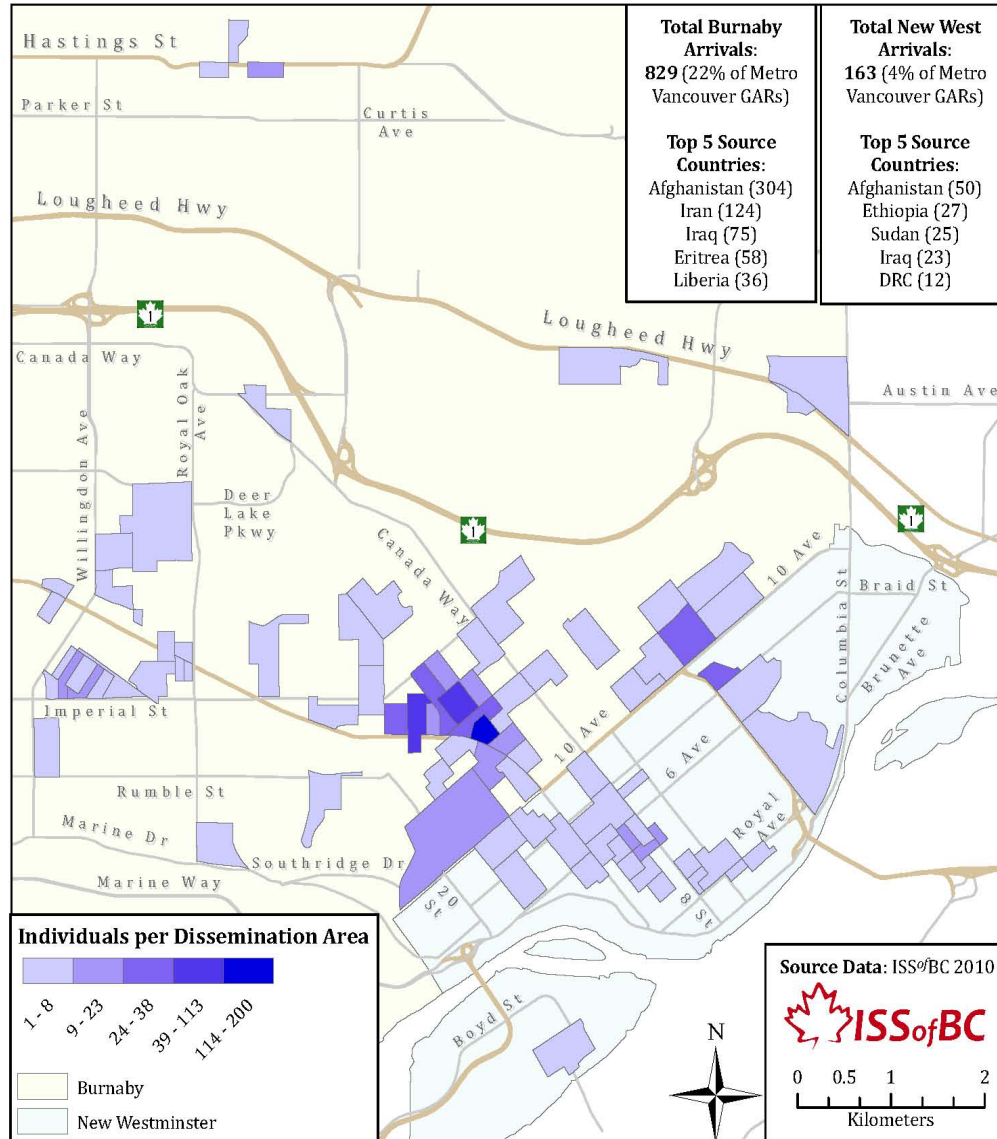 Hastings St
Parker St
Curtis
Ave
Lougheed Hwy
Total Burnaby
Arrivals:
829 (22% of Metro
Vancouver GARs)
Top 5 Source
Countries:
Afghanistan (304)
Iran (124)
Iraq (75)
Eritrea (58)
Liberia (36)
Total New West
Arrivals:
163 (4% of Metro
Vancouver GARs)
Top 5 Source
Countries:
Afghanistan (50)
Ethiopia (27)
Sudan (25)
Iraq (23)
DRC (12)
1
Lougheed Hwy
Canada Way
Royal Oak
Ave
Austin Ave
Willingdon Ave
Deer
Lake
Pkwy
Canada Way
1
1
10 Ave
Columbia St
Braid St
Brunette
Ave
Imperial St
10 Ave
6 Ave
Rumble St
Marine Dr
Royal
Ave
Southridge Dr
Marine Way
20
St
8 St
Boyd St
Individuals per Dissemination Area
1 - 8
9 - 23
24 - 38
39 - 113
114 - 200
Burnaby
New Westminster
N
Source Data: ISSofBC 2010
ISSofBC
0 0.5 1 2
Kilometers